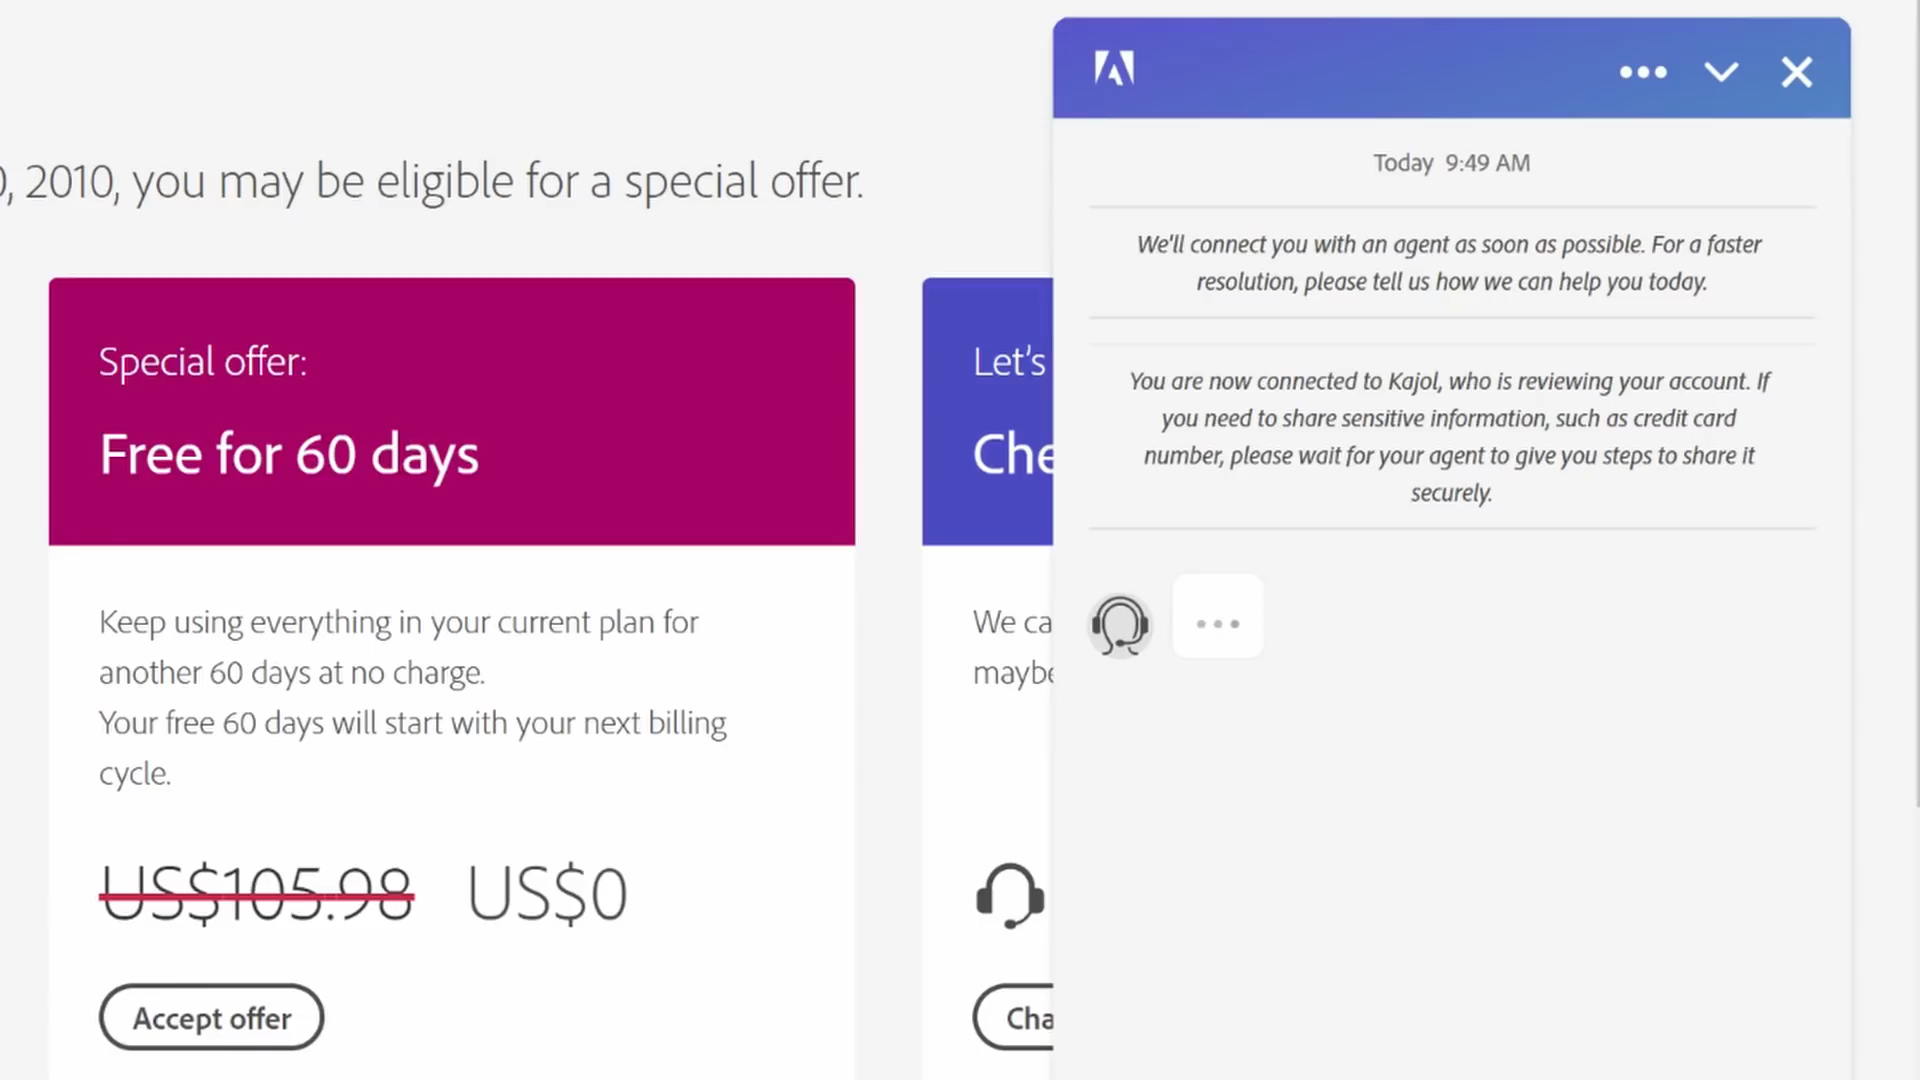 , 2010, you may be eligible for a special offer.
Special offer:
Free for 60 days
Keep using everything in your current plan for
another 60 days at no charge.
Your free 60 days will start with your next billing
cycle.
US$105.98 US$0
Accept offer
Let's
Che
We ca
maybe
Cha
Today 9:49 AM
We'll connect you with an agent as soon as possible. For a faster
resolution, please tell us how we can help you today.
You are now connected to Kajol, who is reviewing your account. If
you need to share sensitive information, such as credit card
number, please wait for your agent to give you steps to share it
securely.